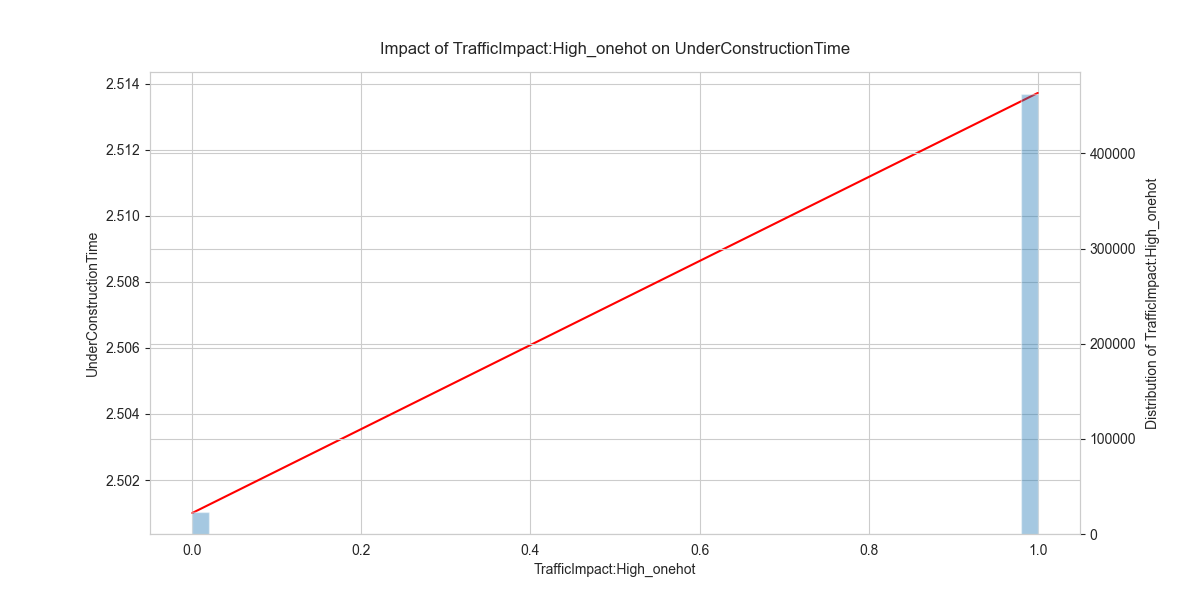 Impact of TrafficImpact:High_onehot on UnderConstructionTime
2.514
2.512
2.510
2.508
2.506
2.504
2.502
UnderConstructionTime
400000
300000
200000
100000
0
Distribution of TrafficImpact:High_onehot
0.0 0.2 0.4 0.6 0.8 1.0
TrafficImpact:High_onehot